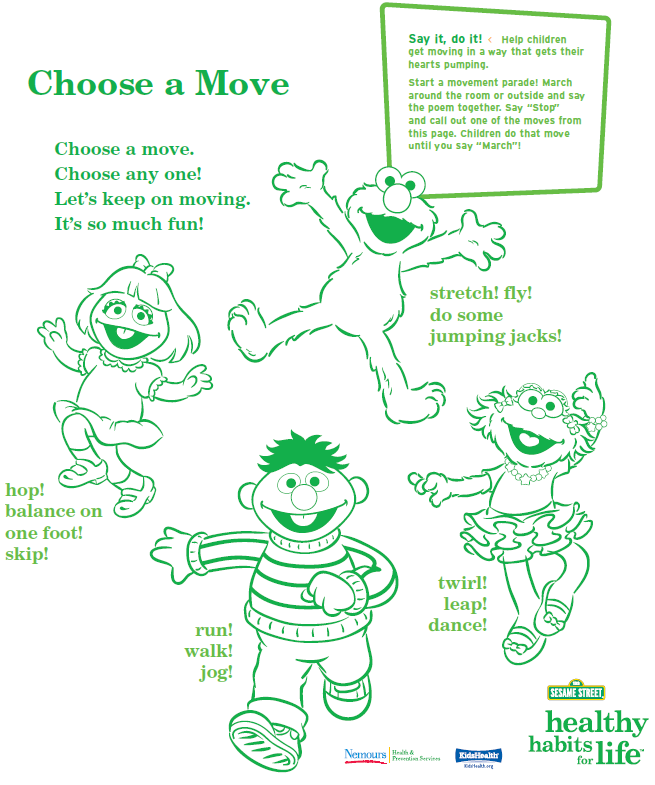 Say it, do it! < Help children
get moving in a way that gets their
hearts pumping.
Start a movement parade! March
around the room or outside and say
the poem together. Say “Stop”
and call out one of the moves from
this page. Children do that move
until you say “March”!
Choose a Move
Choose a move.
Choose any one!
Let’s keep on moving.
It’s so much fun!
stretch! fly!
do some
jumping jacks!
hop!
balance on
one foot!
skip!
twirl!
leap!
dance!
run!
walk!
jog!
SESAME STREET
healthy
habits
for life™
Nemours
Health &
Prevention Services
KidsHealth
KidsHealth.org